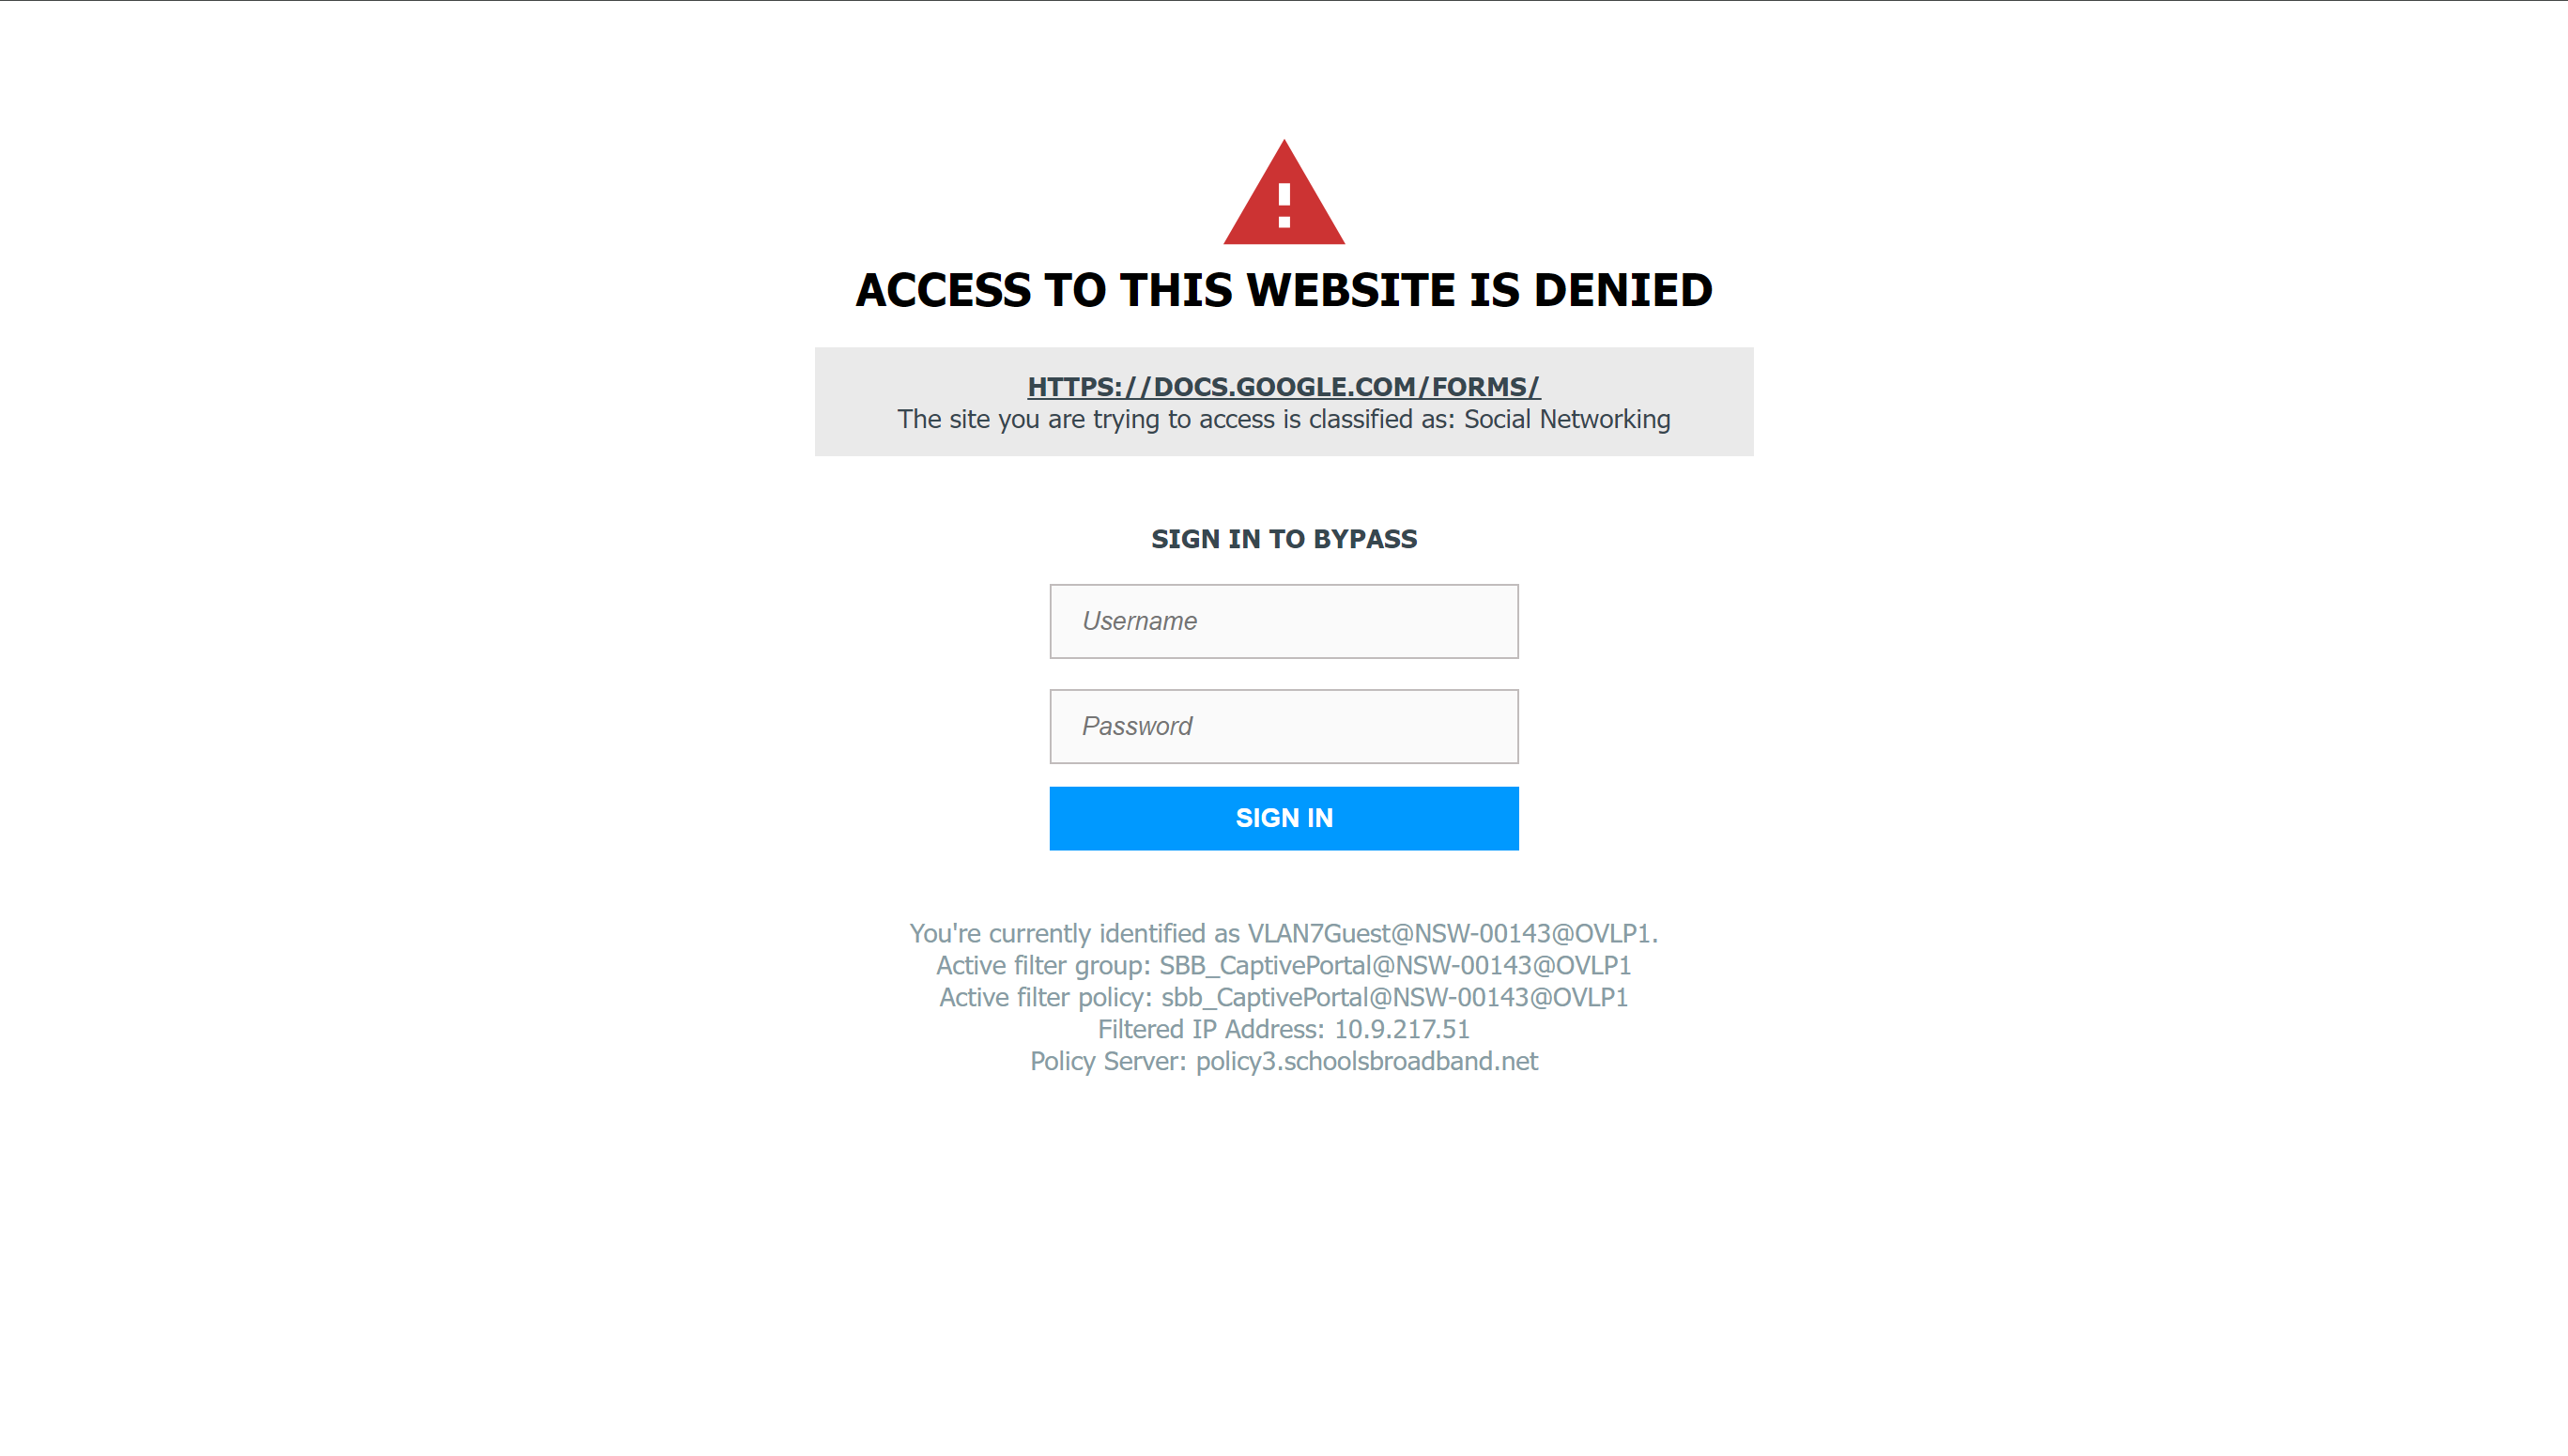 ACCESS TO THIS WEBSITE IS DENIED
HTTPS://DOCS.GOOGLE.COM/FORMS/
The site you are trying to access is classified as: Social Networking
SIGN IN TO BYPASS
Username
Password
SIGN IN
You're currently identified as VLAN7Guest@NSW-00143@OVLP1.
Active filter group: SBB_CaptivePortal@NSW-00143@OVLP1
Active filter policy: sbb_CaptivePortal@NSW-00143@OVLP1
Filtered IP Address: 10.9.217.51
Policy Server: policy3.schoolsbroadband.net